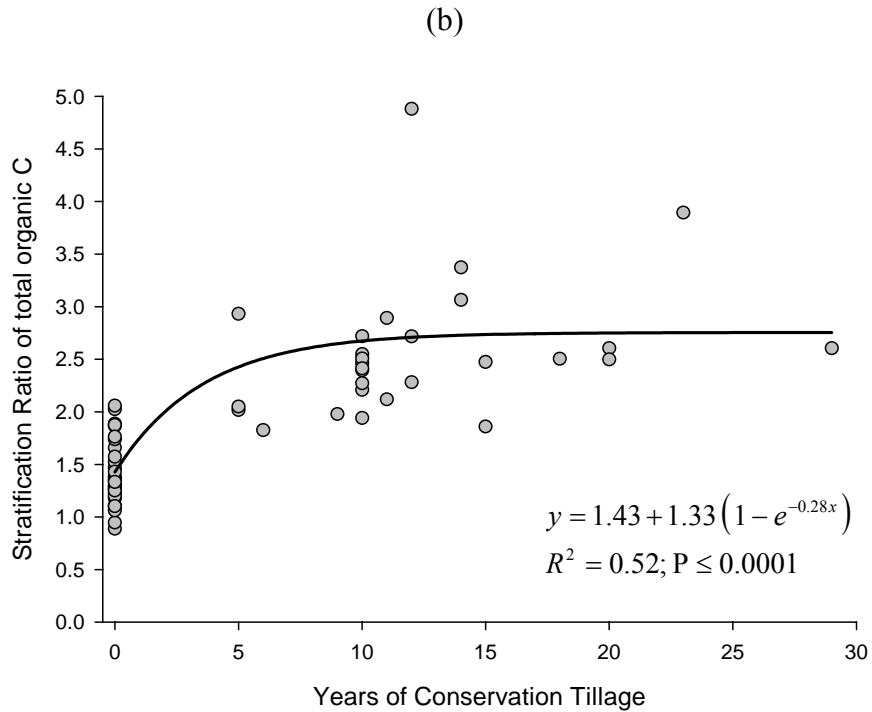 (b)
Stratification Ratio of total organic C
5.0
4.5
4.0
3.5
3.0
2.5
2.0
1.5
1.0
0.5
0.0
y = 1.43 + 1.33 (1 − e^{−0.28x})
R² = 0.52; P ≤ 0.0001
0 5 10 15 20 25 30
Years of Conservation Tillage